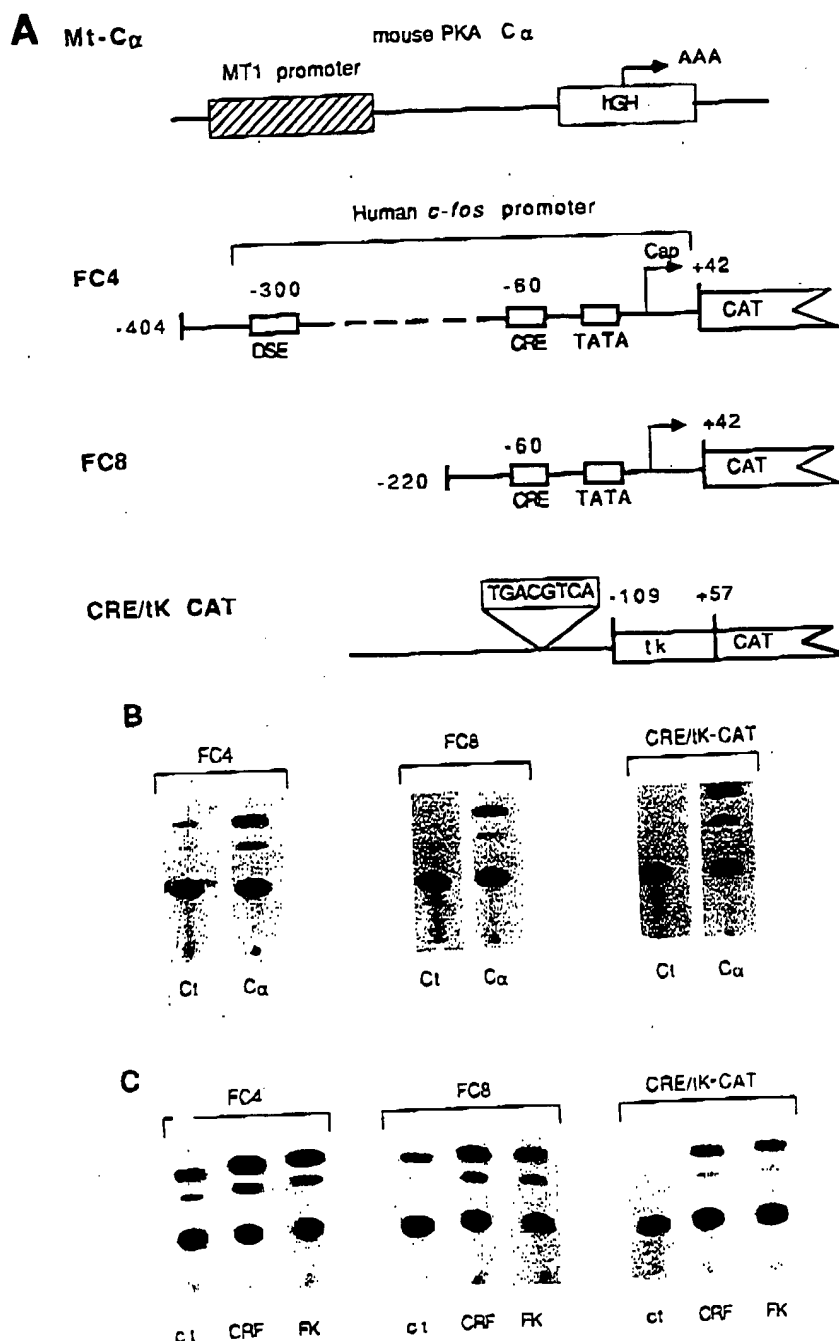 A Mt-Cα
mouse PKA Cα
MT1 promoter
AAA
hGH
Human c-fos promoter
FC4
Cap
-300
-60
+42
-404
CAT
DSE
CRE
TATA
FC8
-60
+42
-220
CAT
CRE
TATA
CRE/tK CAT
TGACGTCA
-109
+57
tk
CAT
B
FC4
FC8
CRE/tK-CAT
Ct
Cα
Ct
Cα
Ct
Cα
C
FC4
FC8
CRE/tK-CAT
ct
CRF
FK
ct
CRF
FK
ct
CRF
FK